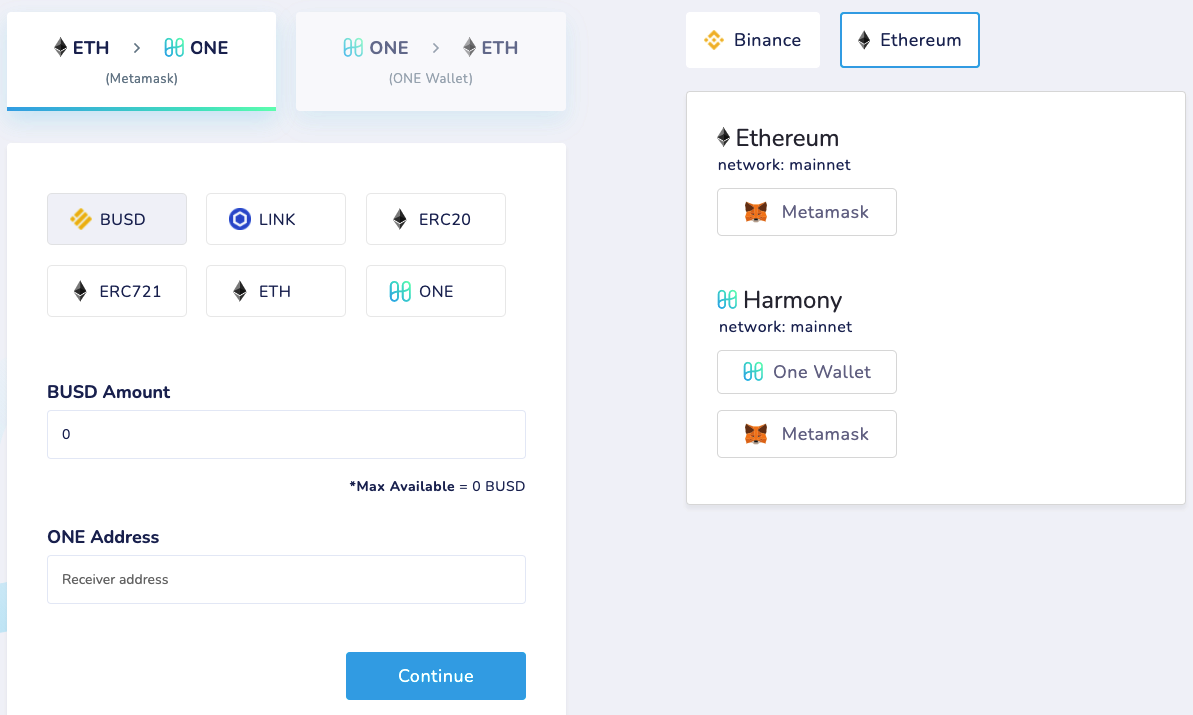 ETH > ONE
(Metamask)
ONE > ETH
(ONE Wallet)
BUSD
LINK
ERC20
ERC721
ETH
ONE
BUSD Amount
0
*Max Available = 0 BUSD
ONE Address
Receiver address
Continue
Binance
Ethereum
Ethereum
network: mainnet
Metamask
Harmony
network: mainnet
One Wallet
Metamask